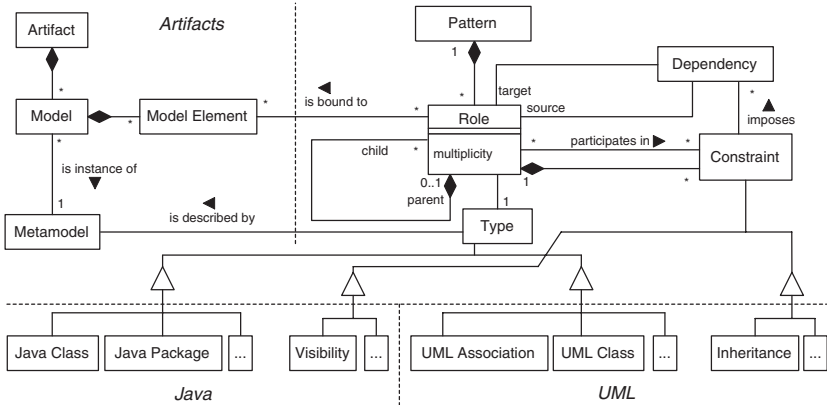 Artifact
Artifacts
Pattern
1
*
Dependency
*
*
target
source
is bound to
imposes
Model
*
Model Element
*
*
Role
multiplicity
child
*
*
participates in
*
Constraint
*
is instance of
0..1
parent
1
*
1
1
is described by
Metamodel
Type
Java Class
Java Package
...
Visibility
...
UML Association
UML Class
...
Inheritance
...
Java
UML